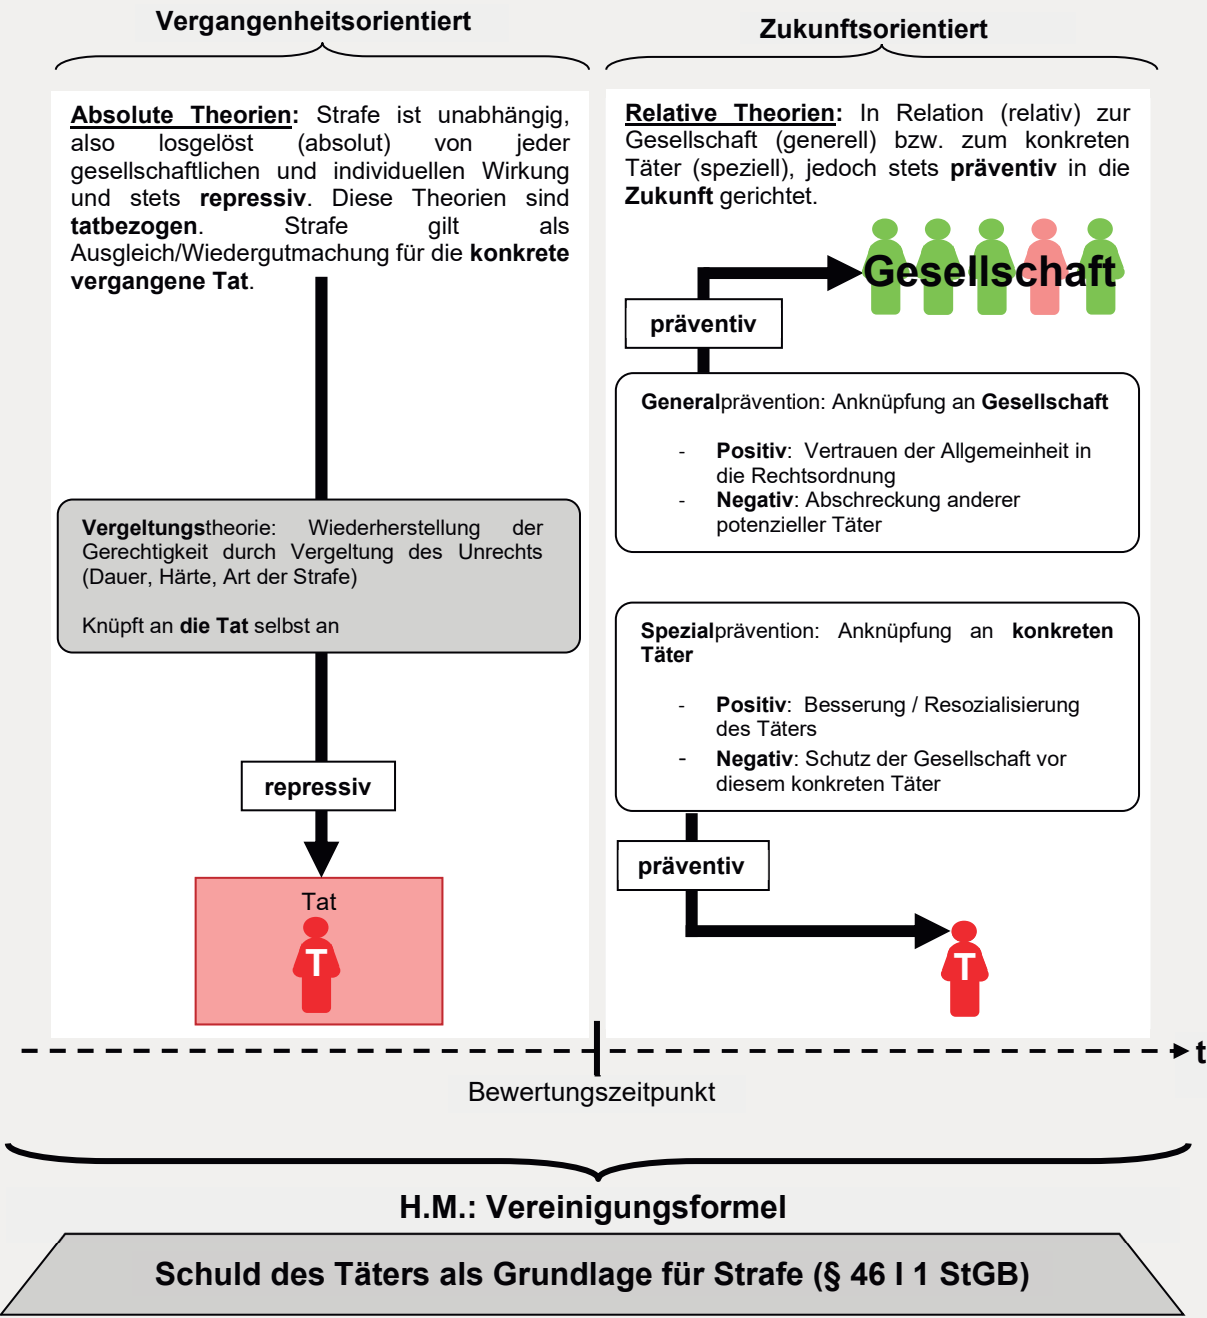 Vergangenheitsorientiert
Absolute Theorien: Strafe ist unabhängig,
also losgelöst (absolut) von jeder
gesellschaftlichen und individuellen Wirkung
und stets repressiv. Diese Theorien sind
tatbezogen. Strafe gilt als
Ausgleich/Wiedergutmachung für die konkrete
vergangene Tat.
Vergeltungstheorie: Wiederherstellung der
Gerechtigkeit durch Vergeltung des Unrechts
(Dauer, Härte, Art der Strafe)
Knüpft an die Tat selbst an
repressiv
Tat
T
Zukunftsorientiert
Relative Theorien: In Relation (relativ) zur
Gesellschaft (generell) bzw. zum konkreten
Täter (speziell), jedoch stets präventiv in die
Zukunft gerichtet.
Gesellschaft
präventiv
Generalprävention: Anknüpfung an Gesellschaft
- Positiv: Vertrauen der Allgemeinheit in
die Rechtsordnung
- Negativ: Abschreckung anderer
potenzieller Täter
Spezialprävention: Anknüpfung an konkreten
Täter
- Positiv: Besserung / Resozialisierung
des Täters
- Negativ: Schutz der Gesellschaft vor
diesem konkreten Täter
präventiv
T
t
Bewertungszeitpunkt
H.M.: Vereinigungsformel
Schuld des Täters als Grundlage für Strafe (§ 46 I 1 StGB)